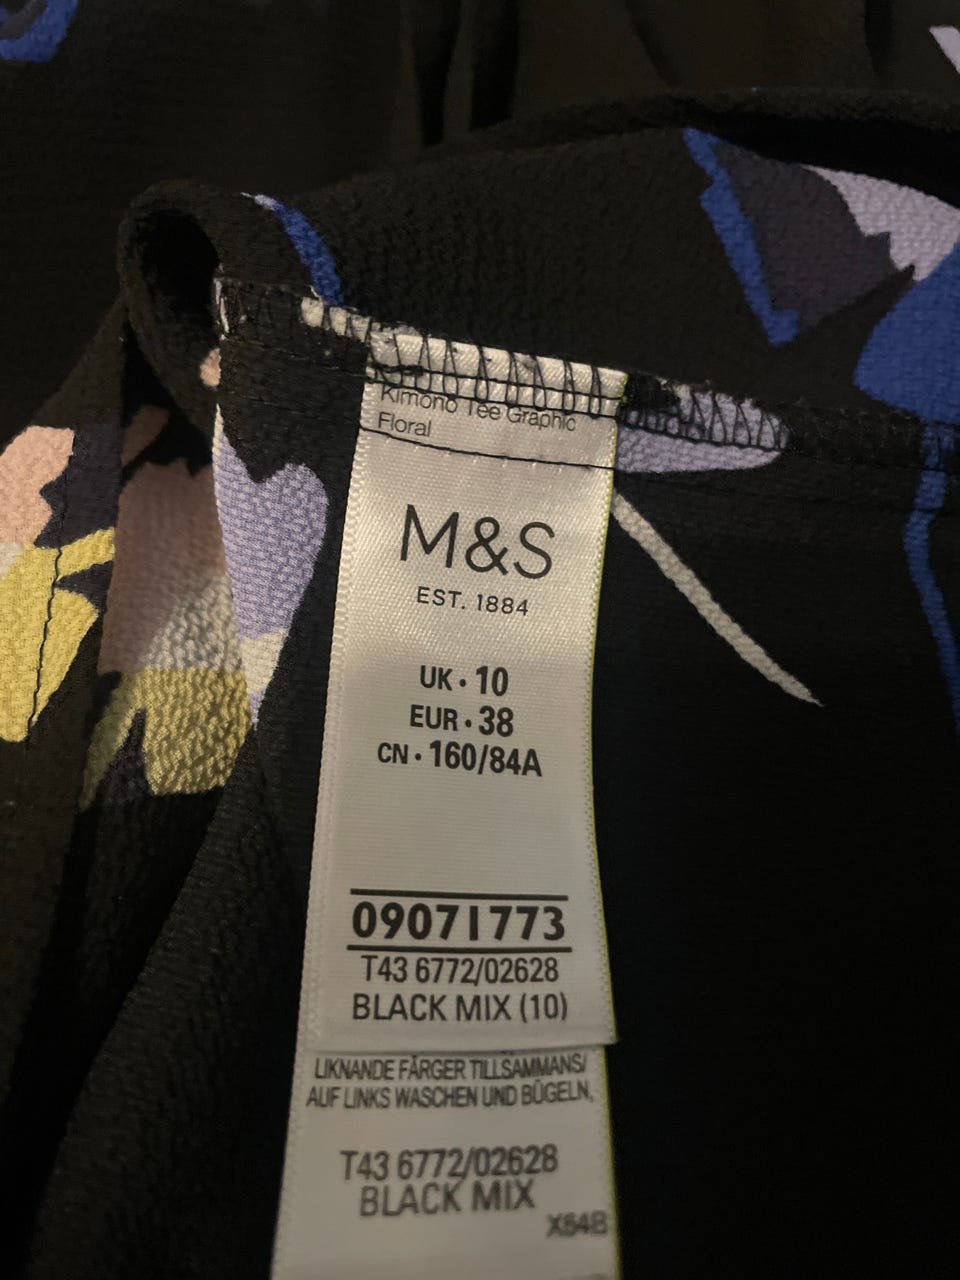 Kimono Tee Graphic
Floral
M&S
EST. 1884
UK • 10
EUR • 38
CN • 160/84A
09071773
T43 6772/02628
BLACK MIX (10)
LIKNANDE FÄRGER TILLSAMMANS/
AUF LINKS WASCHEN UND BÜGELN,
T43 6772/02628
BLACK MIX
X64B